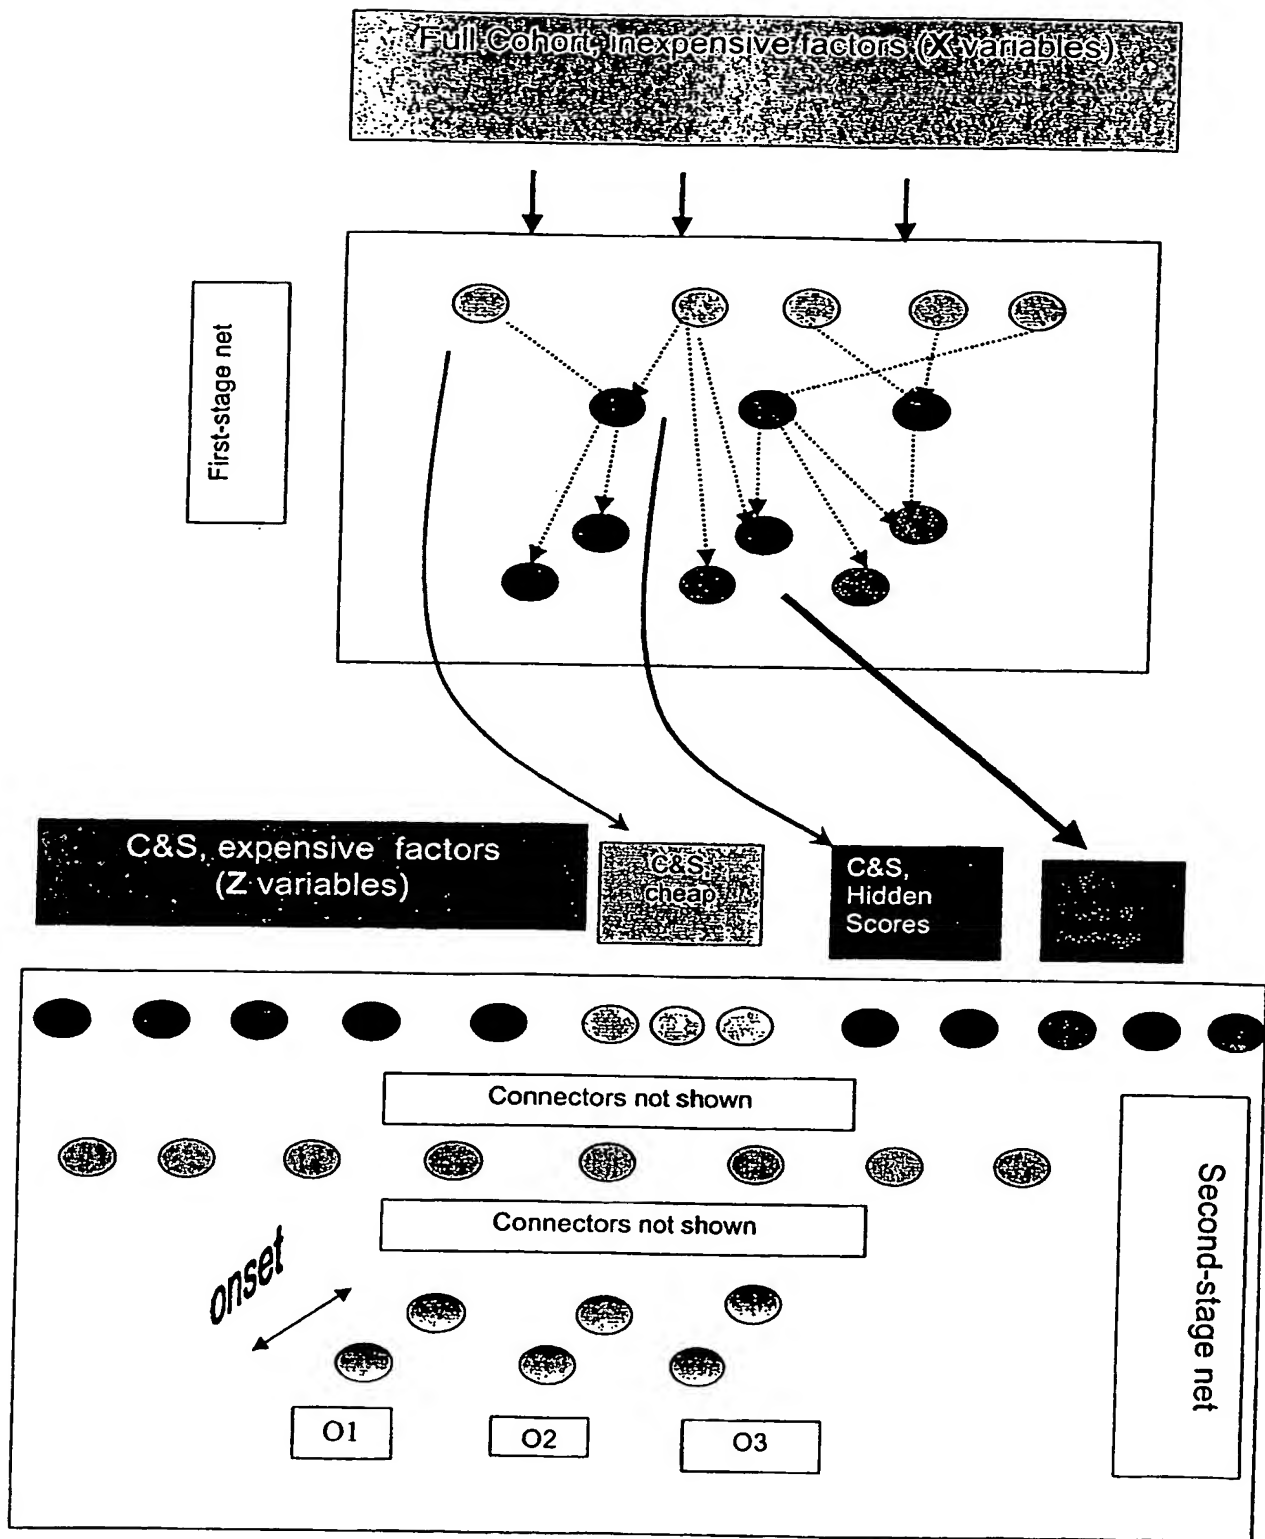 Full Cohort, inexpensive factors (X variables)
First-stage net
C&S, expensive factors
(Z variables)
C&S,
cheap
C&S,
Hidden
Scores
Connectors not shown
Connectors not shown
onset
Second-stage net
O1
O2
O3